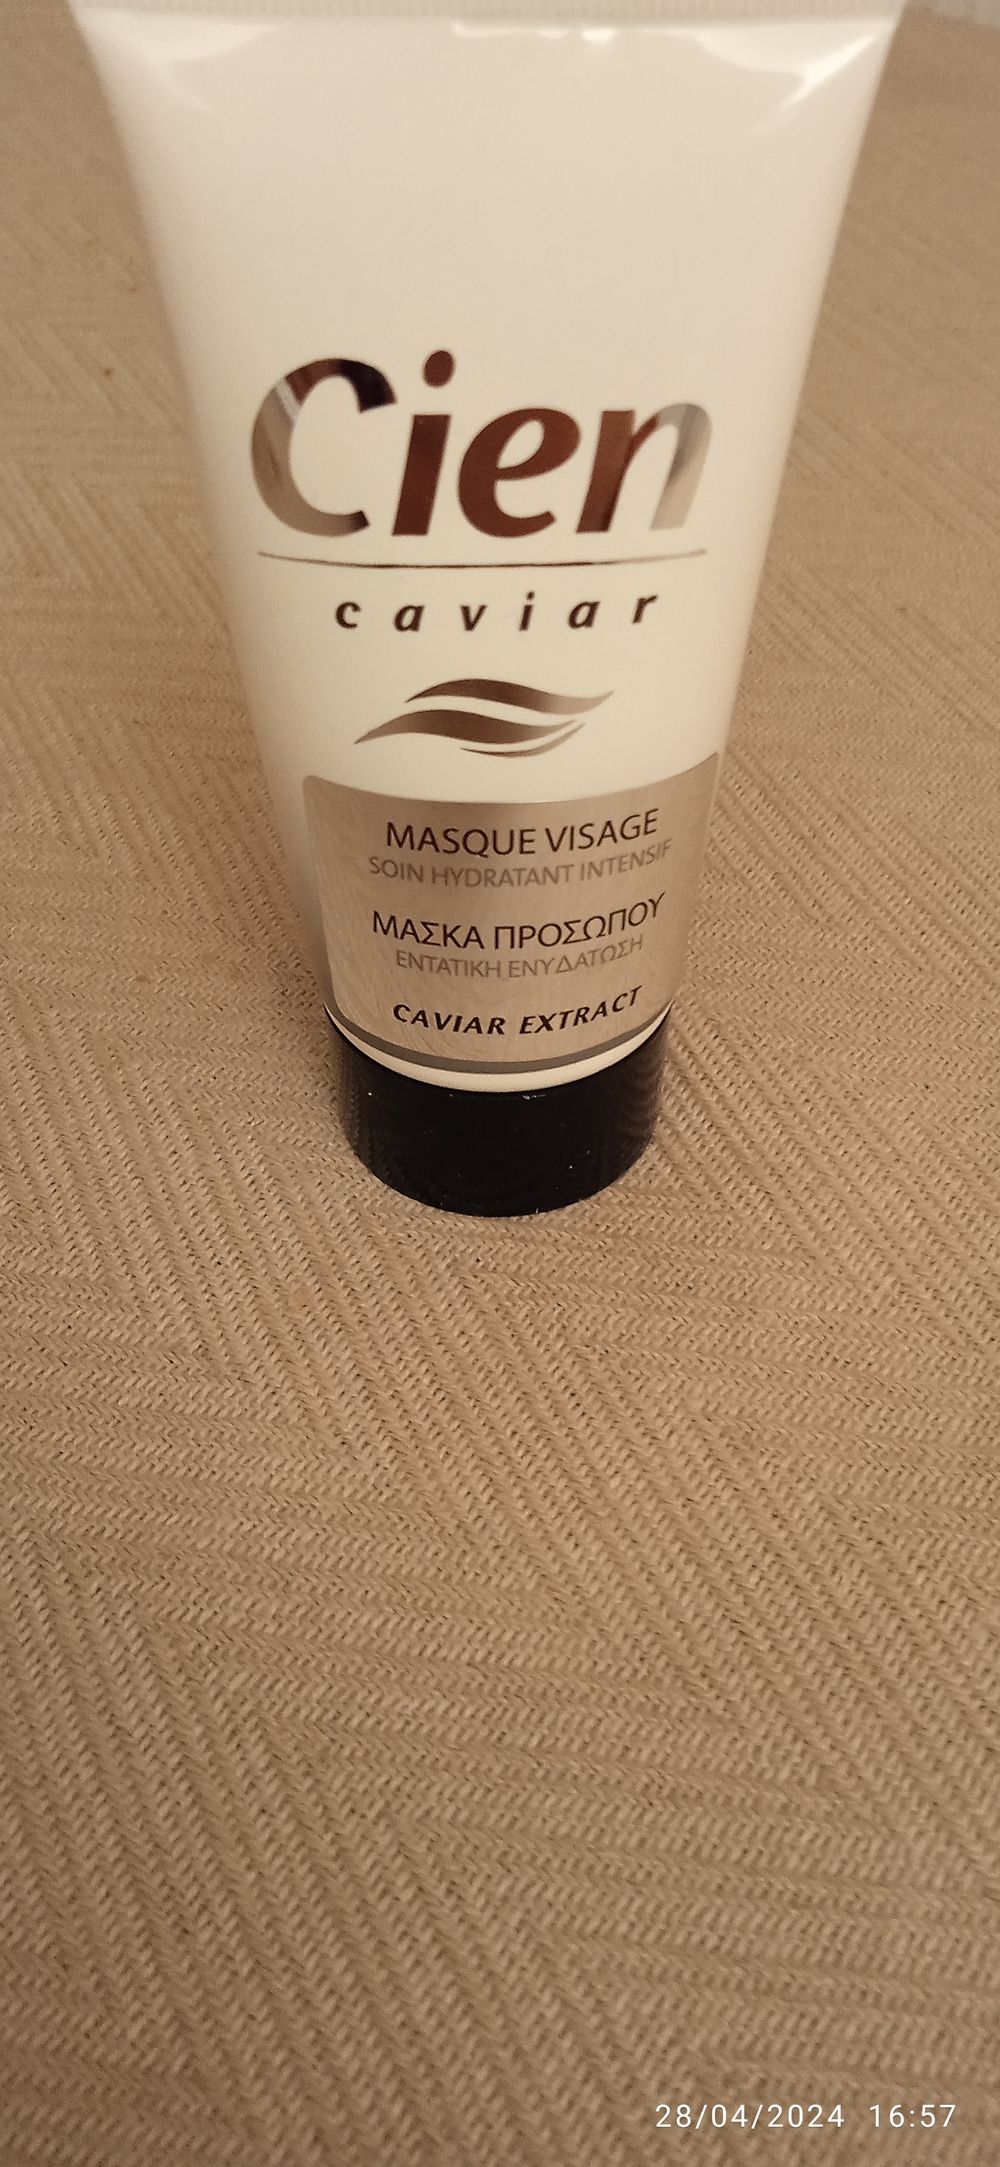 Cien
caviar
MASQUE VISAGE
SOIN HYDRATANT INTENSIF
ΜΑΣΚΑ ΠΡΟΣΩΠΟΥ
ΕΝΤΑΤΙΚΗ ΕΝΥΔΑΤΩΣΗ
CAVIAR EXTRACT
28/04/2024 16:57